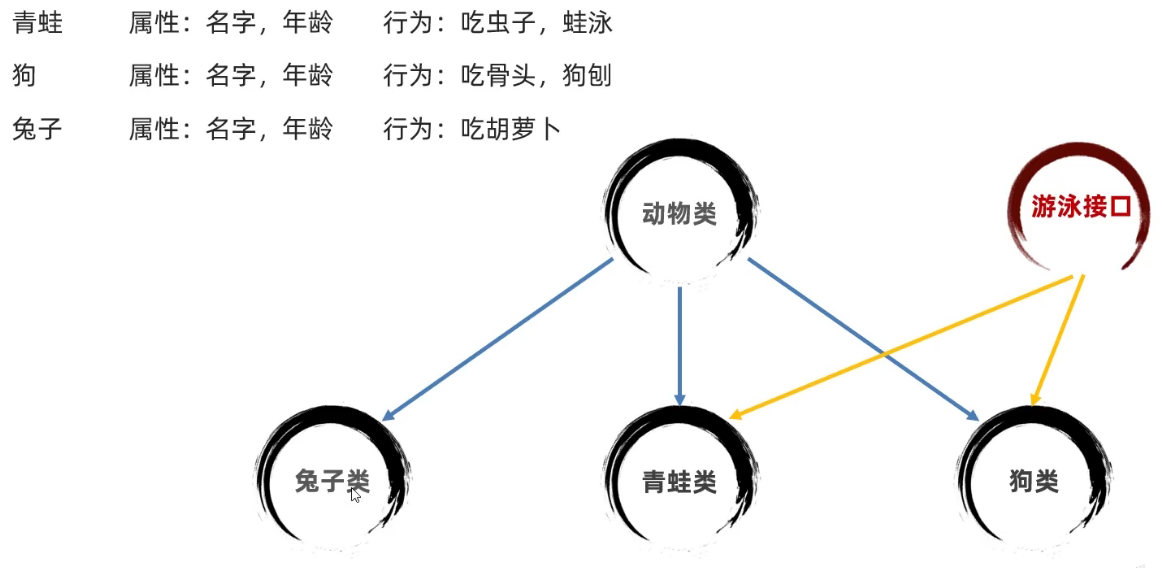 青蛙 属性：名字，年龄 行为：吃虫子，蛙泳
狗 属性：名字，年龄 行为：吃骨头，狗刨
兔子 属性：名字，年龄 行为：吃胡萝卜
动物类
游泳接口
兔子类
青蛙类
狗类